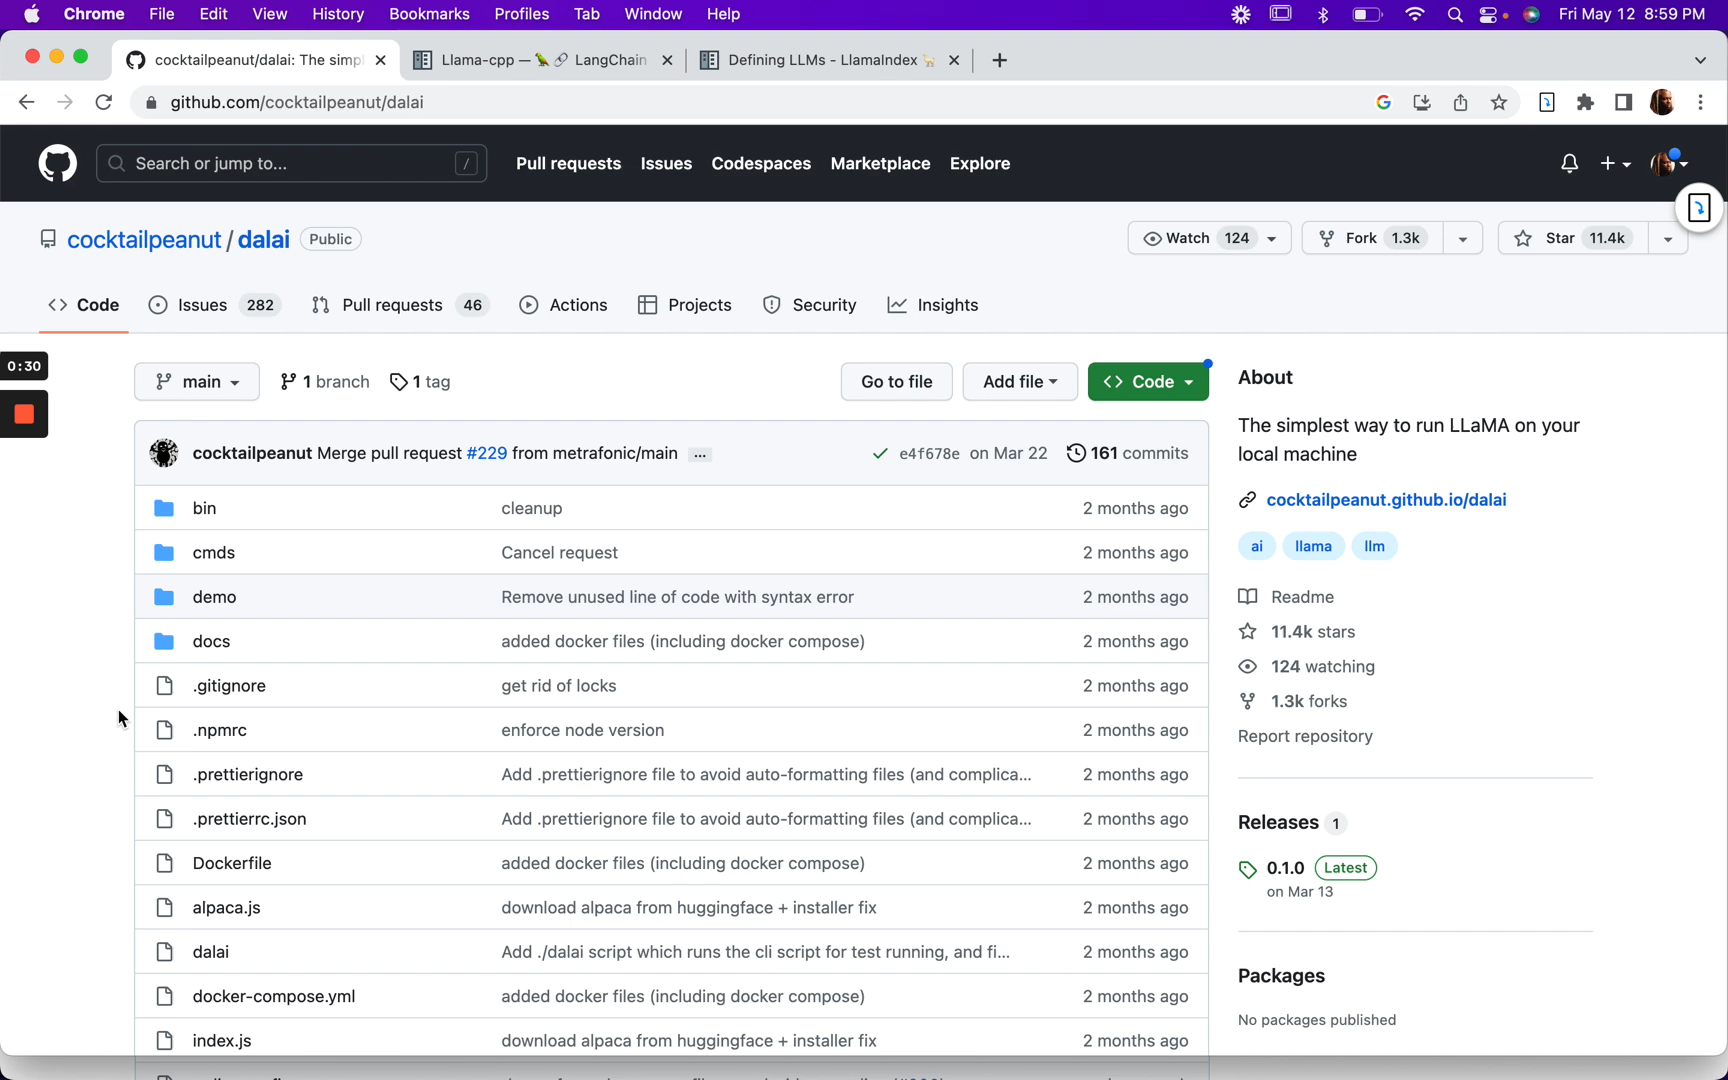 Chrome File Edit View History Bookmarks Profiles Tab Window Help Fri May 12 8:59 PM
cocktailpeanut/dalai: The simpl Llama-cpp — 🦜🔗 LangChain Defining LLMs - LlamaIndex 🦙
github.com/cocktailpeanut/dalai
Search or jump to... / Pull requests Issues Codespaces Marketplace Explore
cocktailpeanut / dalai Public Watch 124 Fork 1.3k Star 11.4k
Code Issues 282 Pull requests 46 Actions Projects Security Insights
0:30
main 1 branch 1 tag Go to file Add file Code
cocktailpeanut Merge pull request #229 from metrafonic/main ... e4f678e on Mar 22 161 commits
bin cleanup 2 months ago
cmds Cancel request 2 months ago
demo Remove unused line of code with syntax error 2 months ago
docs added docker files (including docker compose) 2 months ago
.gitignore get rid of locks 2 months ago
.npmrc enforce node version 2 months ago
.prettierignore Add .prettierignore file to avoid auto-formatting files (and complica... 2 months ago
.prettierrc.json Add .prettierignore file to avoid auto-formatting files (and complica... 2 months ago
Dockerfile added docker files (including docker compose) 2 months ago
alpaca.js download alpaca from huggingface + installer fix 2 months ago
dalai Add ./dalai script which runs the cli script for test running, and fi... 2 months ago
docker-compose.yml added docker files (including docker compose) 2 months ago
index.js download alpaca from huggingface + installer fix 2 months ago
About
The simplest way to run LLaMA on your
local machine
cocktailpeanut.github.io/dalai
ai llama llm
Readme
11.4k stars
124 watching
1.3k forks
Report repository
Releases 1
0.1.0 Latest
on Mar 13
Packages
No packages published